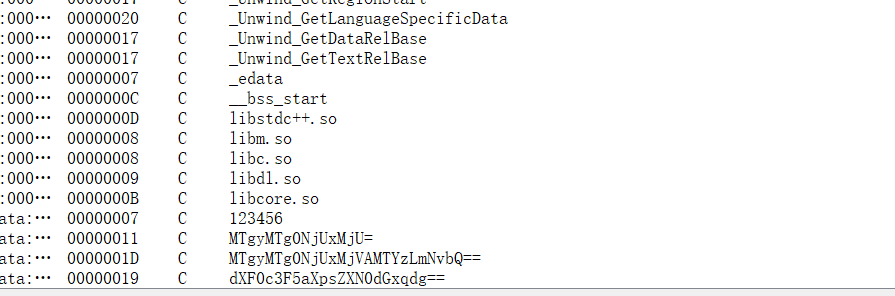 :000… 00000017 C _Unwind_GetRegionStart
:000… 00000020 C _Unwind_GetLanguageSpecificData
:000… 00000017 C _Unwind_GetDataRelBase
:000… 00000017 C _Unwind_GetTextRelBase
:000… 00000007 C _edata
:000… 0000000C C __bss_start
:000… 0000000D C libstdc++.so
:000… 00000008 C libm.so
:000… 00000008 C libc.so
:000… 00000009 C libdl.so
:000… 0000000B C libcore.so
ata:… 00000007 C 123456
ata:… 00000011 C MTgyMTg0NjUxMjU=
ata:… 0000001D C MTgyMTg0NjUxMjVAMTYzLmNvbQ==
ata:… 00000019 C dXF0c3F5aXpsZXN0dGxqdg==